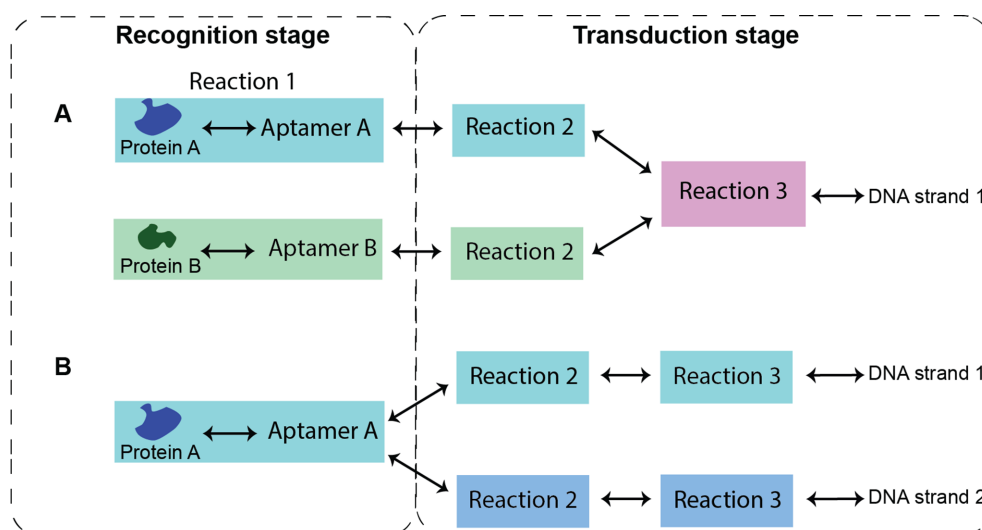 Recognition stage
Transduction stage
Reaction 1
A
Protein A
Aptamer A
Reaction 2
Reaction 3
DNA strand 1
Protein B
Aptamer B
Reaction 2
B
Protein A
Aptamer A
Reaction 2
Reaction 3
DNA strand 1
Reaction 2
Reaction 3
DNA strand 2